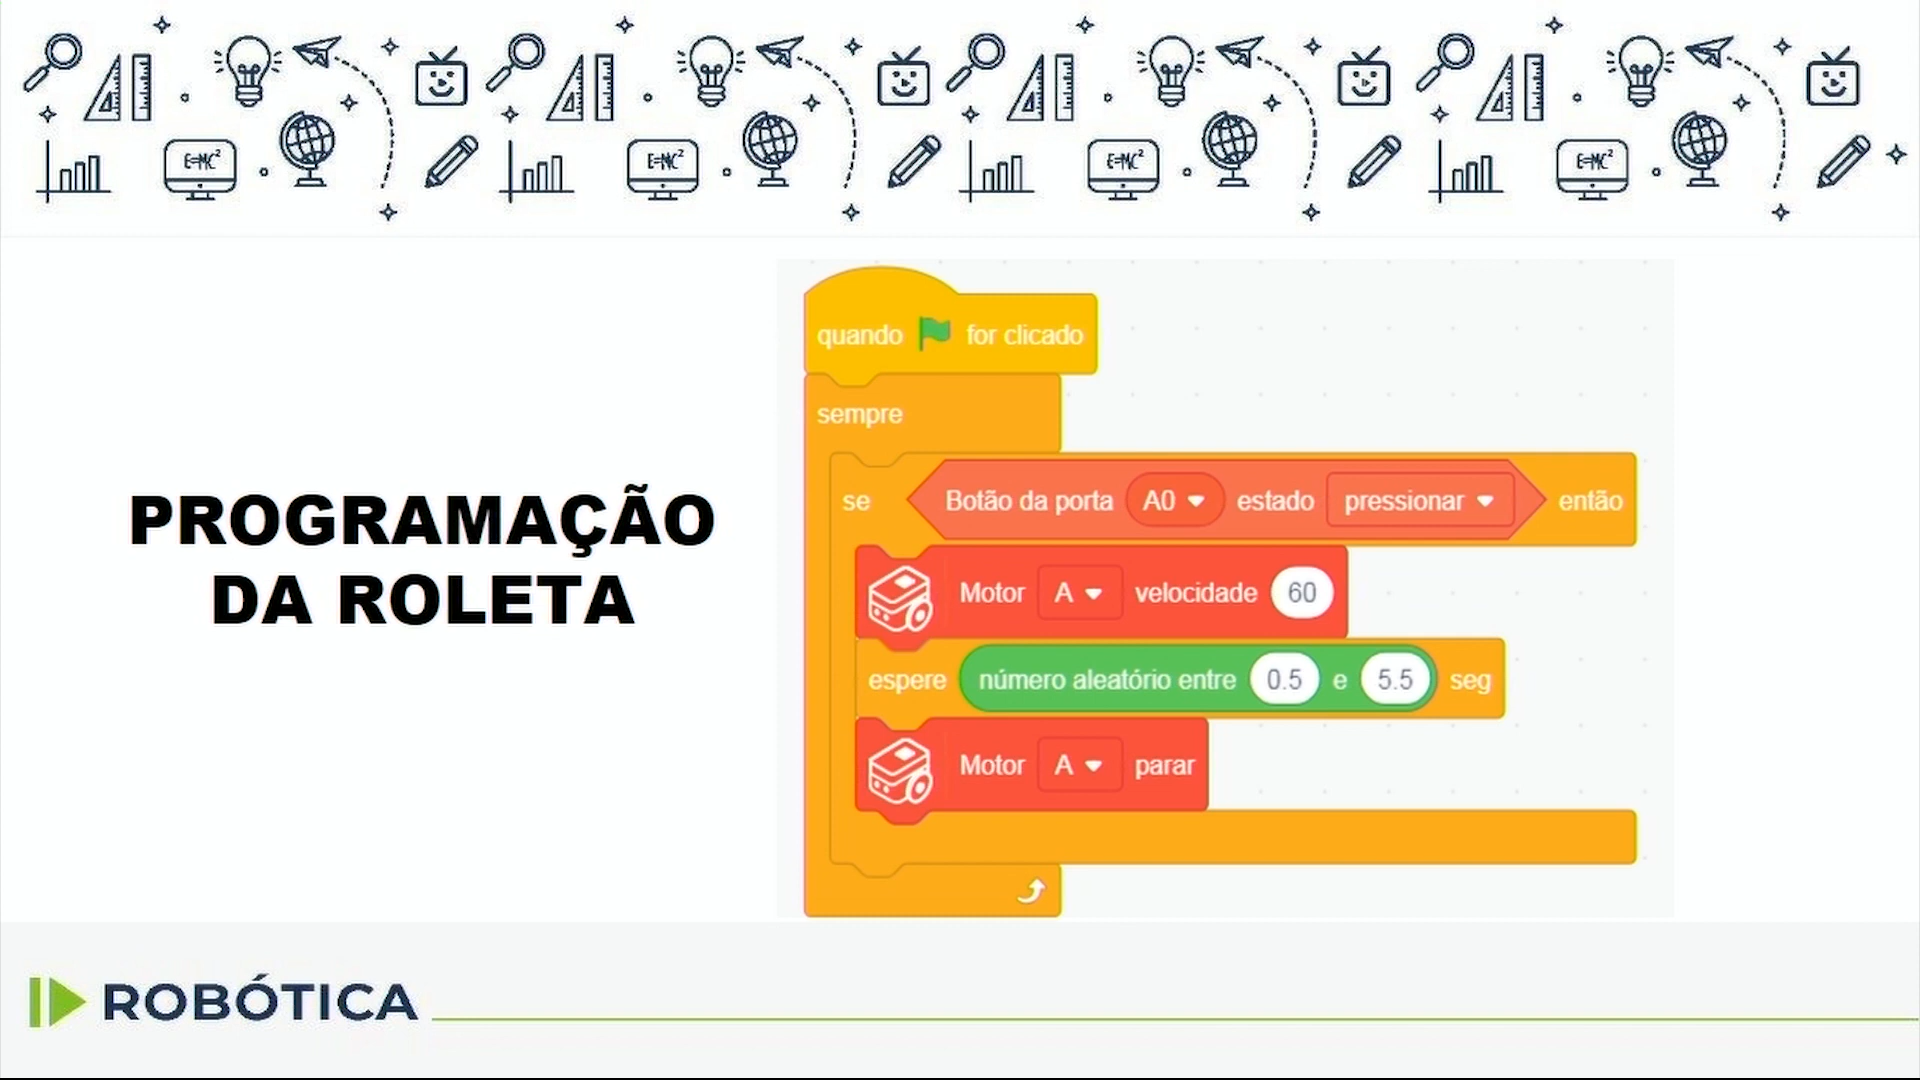 E=MC²
E=MC²
E=MC²
E=MC²
PROGRAMAÇÃO
DA ROLETA
quando for clicado
sempre
se Botão da porta A0 estado pressionar então
Motor A velocidade 60
espere número aleatório entre 0.5 e 5.5 seg
Motor A parar
ROBÓTICA